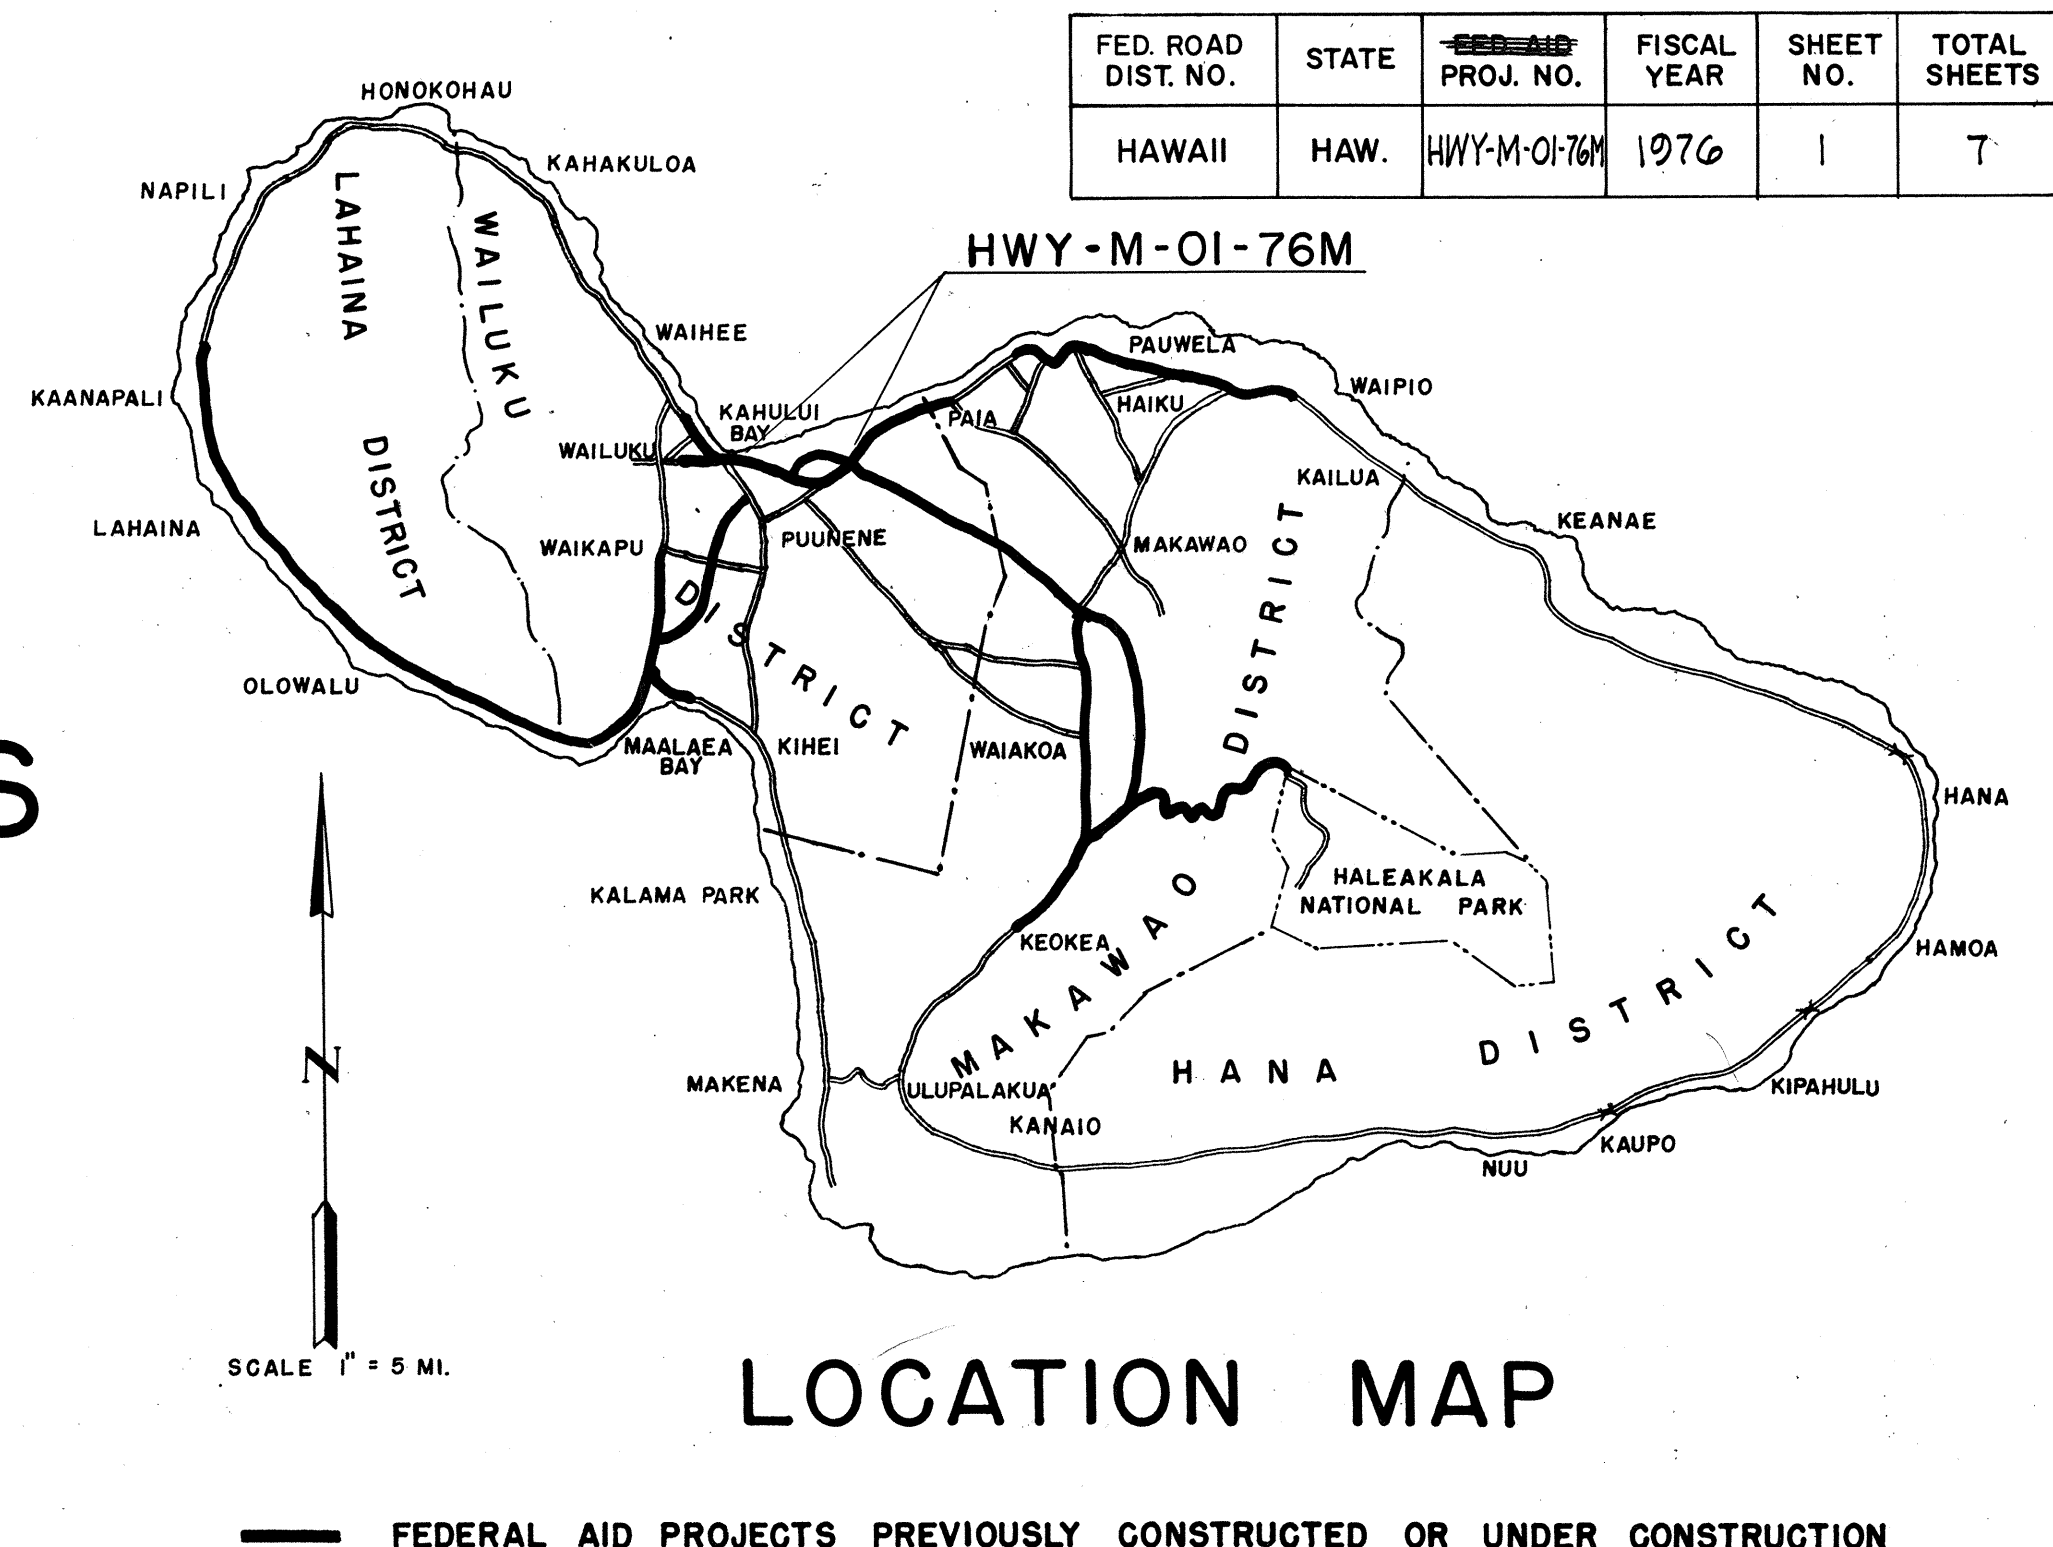 FED. ROAD DIST. NO.
STATE
FED. AID PROJ. NO.
FISCAL YEAR
SHEET NO.
TOTAL SHEETS
HAWAII
HAW.
HWY-M-01-76M
1976
1
7
HWY-M-01-76M
HONOKOHAU
KAHAKULOA
NAPILI
LAHAINA
WAILUKU
WAIHEE
PAUWELA
KAANAPALI
WAIPIO
KAHULUI
BAY
PAIA
HAIKU
WAILUKU
KAILUA
LAHAINA
DISTRICT
KEANAE
WAIKAPU
PUUNENE
MAKAWAO
DISTRICT
DISTRICT
OLOWALU
MAALAEA
BAY
KIHEI
WAIAKOA
S
HANA
KALAMA PARK
HALEAKALA
NATIONAL PARK
KEOKEA
MAKAWAO
HAMOA
DISTRICT
HANA
MAKENA
ULUPALAKUA
KIPAHULU
KANAIO
KAUPO
NUU
N
SCALE 1" = 5 MI.
LOCATION MAP
FEDERAL AID PROJECTS PREVIOUSLY CONSTRUCTED OR UNDER CONSTRUCTION